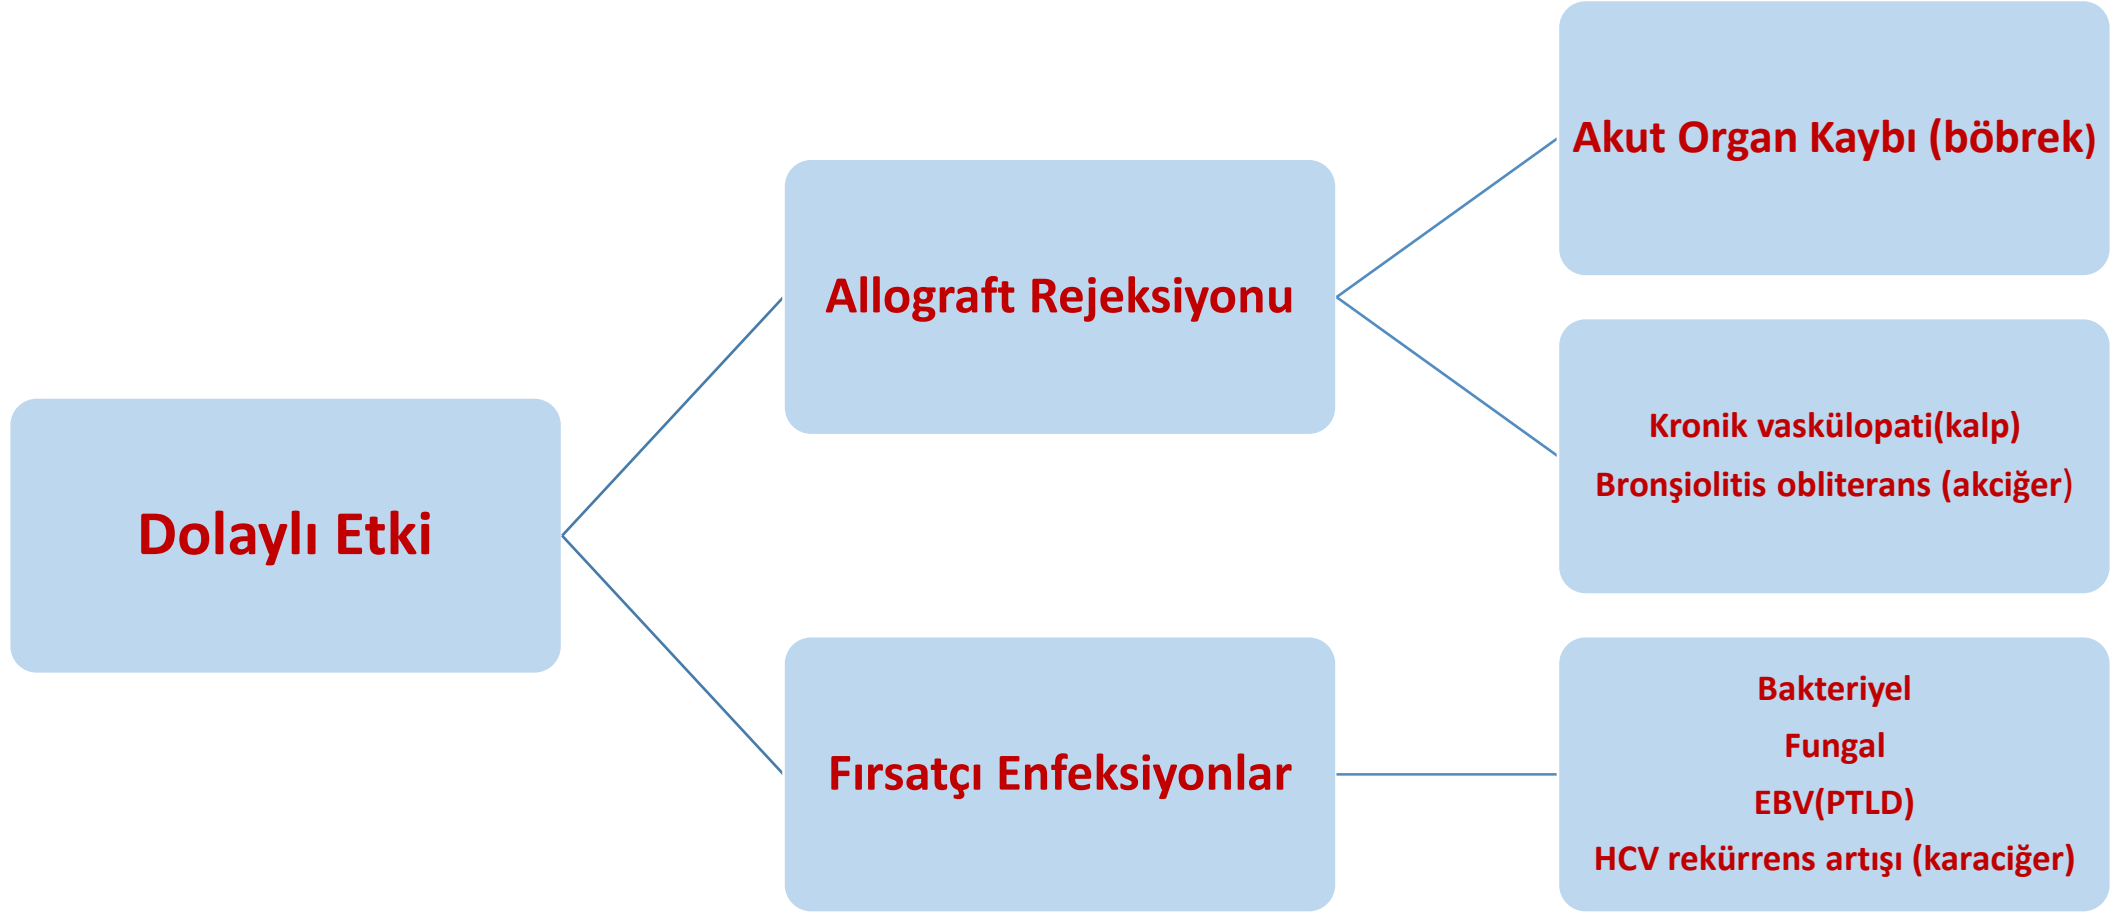 Dolaylı Etki
Allograft Rejeksiyonu
Akut Organ Kaybı (böbrek)
Kronik vaskülopati(kalp)
Bronşiolitis obliterans (akciğer)
Fırsatçı Enfeksiyonlar
Bakteriyel
Fungal
EBV(PTLD)
HCV rekürrens artışı (karaciğer)